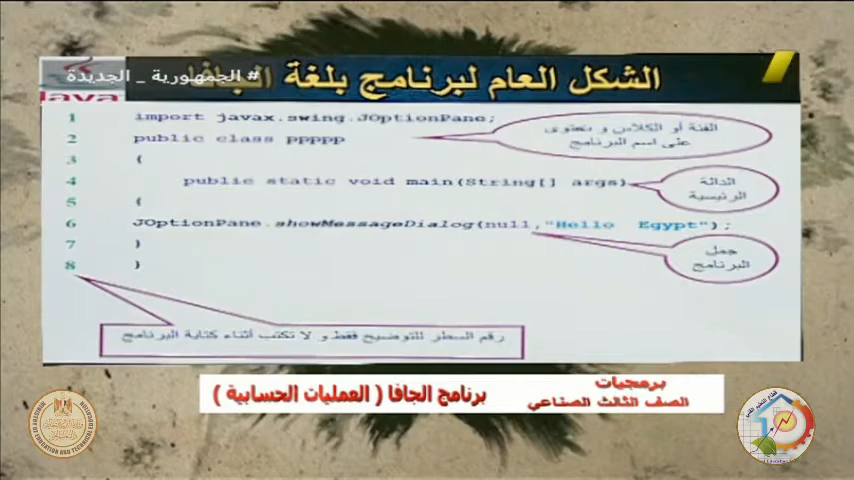 الشكل العام لبرنامج بلغة الجافا
# الجمهورية _ الجديدة
Java
1 import javax.swing.JOptionPane;
2 public class ppppp
الفئة أو الكلاس و تحتوى
على اسم البرنامج
3 {
4 public static void main(String[] args)
الدالة
الرئيسية
5 {
6 JOptionPane.showMessageDialog(null,"Hello Egypt");
7 }
جمل
البرنامج
8 }
رقم السطر للتوضيح فقط و لا تكتب أثناء كتابة البرنامج
برمجيات
الصف الثالث الصناعي
برنامج الجافا ( العمليات الحسابية )